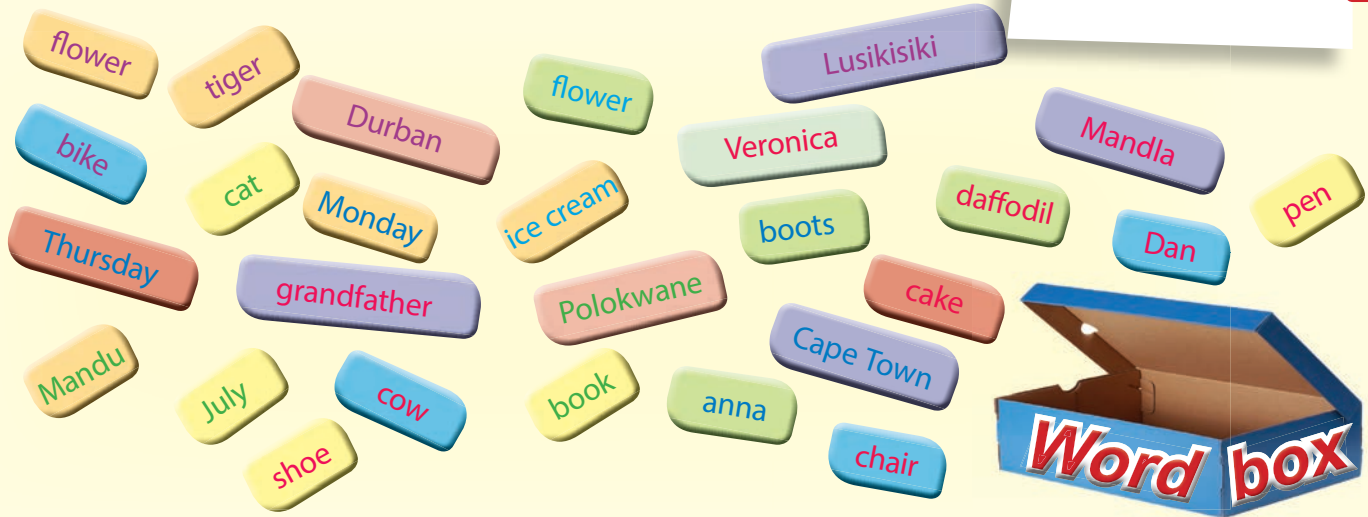 flower
tiger
Durban
flower
Lusikisiki
bike
cat
Monday
ice cream
Veronica
Mandla
Thursday
grandfather
boots
daffodil
Dan
pen
Polokwane
cake
Mandu
July
cow
book
anna
Cape Town
shoe
chair
Word box